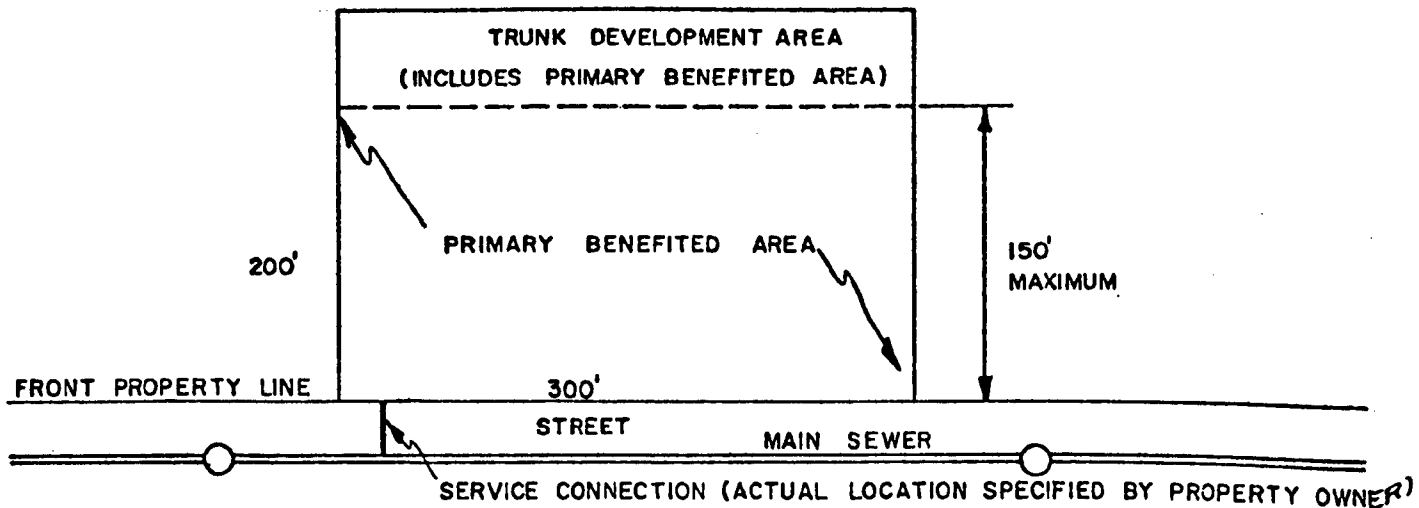 TRUNK DEVELOPMENT AREA
(INCLUDES PRIMARY BENEFITED AREA)
PRIMARY BENEFITED AREA
200'
150'
MAXIMUM
FRONT PROPERTY LINE
300'
STREET
MAIN SEWER
SERVICE CONNECTION (ACTUAL LOCATION SPECIFIED BY PROPERTY OWNER)